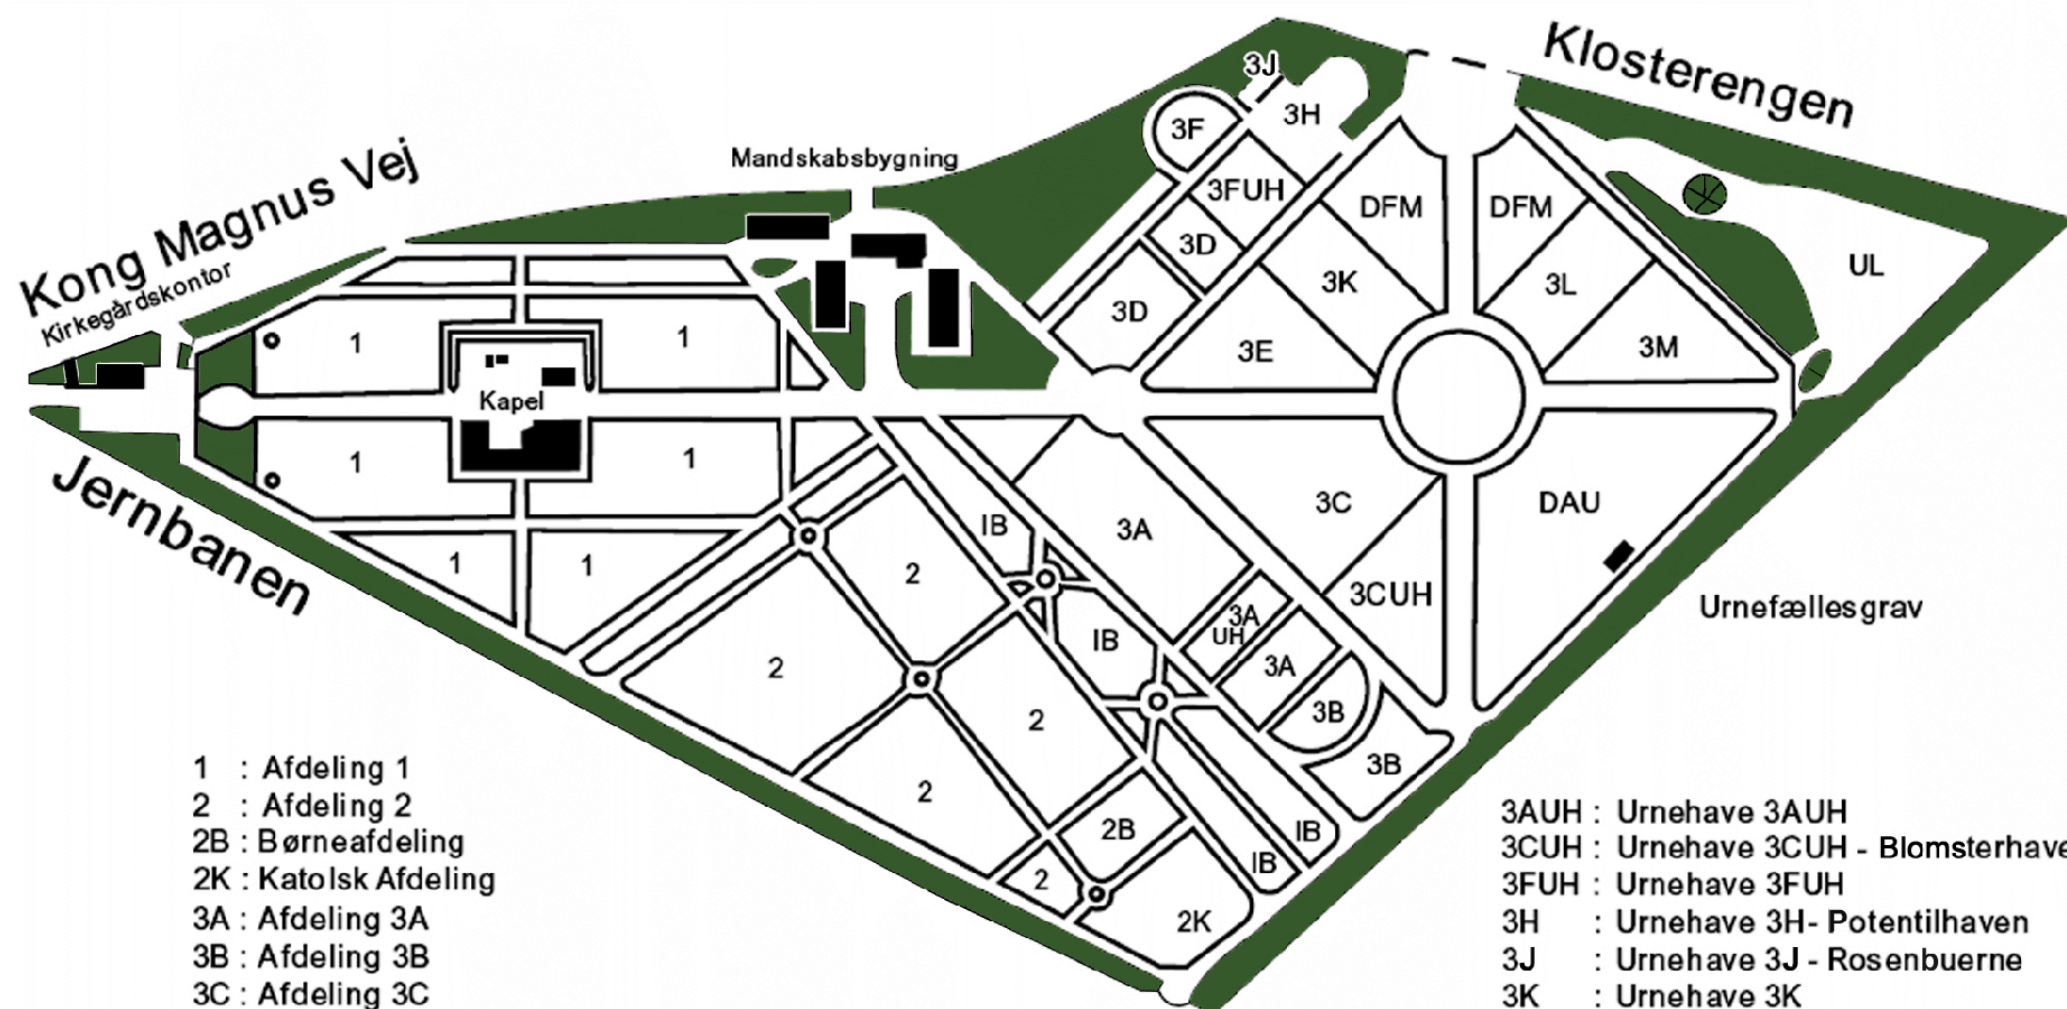 Klosterengen
3J
3H
3F
Mandskabsbygning
Kong Magnus Vej
Kirkegårdskontor
3FUH
DFM
DFM
3D
UL
3K
3L
3D
1
1
3E
3M
Kapel
1
1
3C
DAU
IB
3A
Jernbanen
1
1
2
3CUH
Urnefællesgrav
3A
UH
IB
2
3A
2
3B
3B
2
2B
IB
IB
2
2K
1 : Afdeling 1
2 : Afdeling 2
2B : Børneafdeling
2K : Katolsk Afdeling
3A : Afdeling 3A
3B : Afdeling 3B
3C : Afdeling 3C
3AUH : Urnehave 3AUH
3CUH : Urnehave 3CUH - Blomsterhave
3FUH : Urnehave 3FUH
3H : Urnehave 3H- Potentilhaven
3J : Urnehave 3J - Rosenbuerne
3K : Urnehave 3K